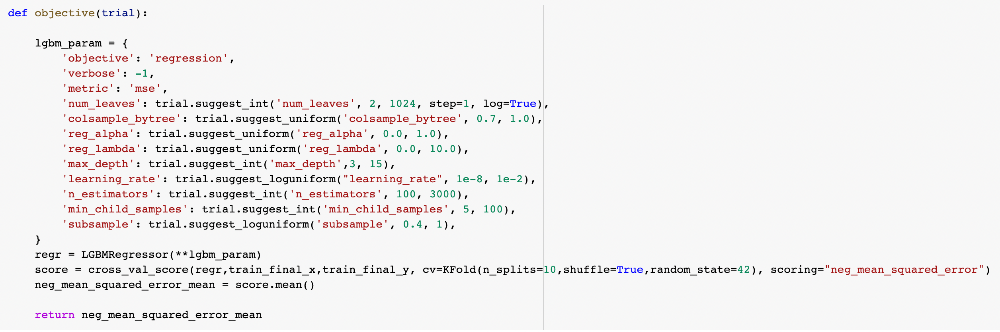 def objective(trial):
lgbm_param = {
'objective': 'regression',
'verbose': -1,
'metric': 'mse',
'num_leaves': trial.suggest_int('num_leaves', 2, 1024, step=1, log=True),
'colsample_bytree': trial.suggest_uniform('colsample_bytree', 0.7, 1.0),
'reg_alpha': trial.suggest_uniform('reg_alpha', 0.0, 1.0),
'reg_lambda': trial.suggest_uniform('reg_lambda', 0.0, 10.0),
'max_depth': trial.suggest_int('max_depth',3, 15),
'learning_rate': trial.suggest_loguniform("learning_rate", 1e-8, 1e-2),
'n_estimators': trial.suggest_int('n_estimators', 100, 3000),
'min_child_samples': trial.suggest_int('min_child_samples', 5, 100),
'subsample': trial.suggest_loguniform('subsample', 0.4, 1),
}
regr = LGBMRegressor(**lgbm_param)
score = cross_val_score(regr,train_final_x,train_final_y, cv=KFold(n_splits=10,shuffle=True,random_state=42), scoring="neg_mean_squared_error")
neg_mean_squared_error_mean = score.mean()
return neg_mean_squared_error_mean